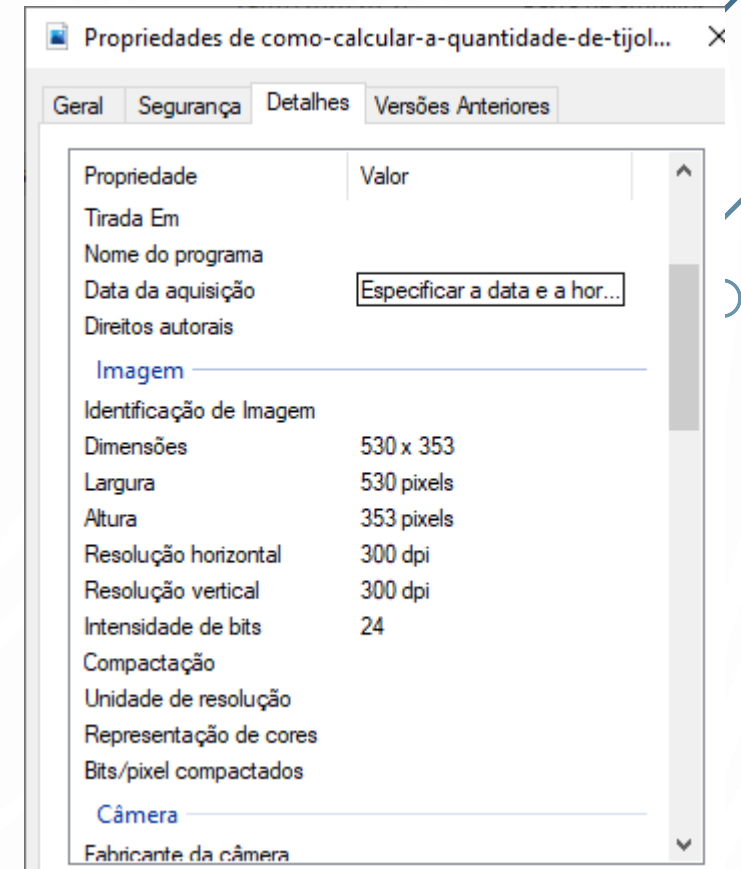 Propriedades de como-calcular-a-quantidade-de-tijol...
Geral Segurança Detalhes Versões Anteriores
Propriedade Valor
Tirada Em
Nome do programa
Data da aquisição Especificar a data e a hor...
Direitos autorais
Imagem
Identificação de Imagem
Dimensões 530 x 353
Largura 530 pixels
Altura 353 pixels
Resolução horizontal 300 dpi
Resolução vertical 300 dpi
Intensidade de bits 24
Compactação
Unidade de resolução
Representação de cores
Bits/pixel compactados
Câmera
Fabricante da câmera